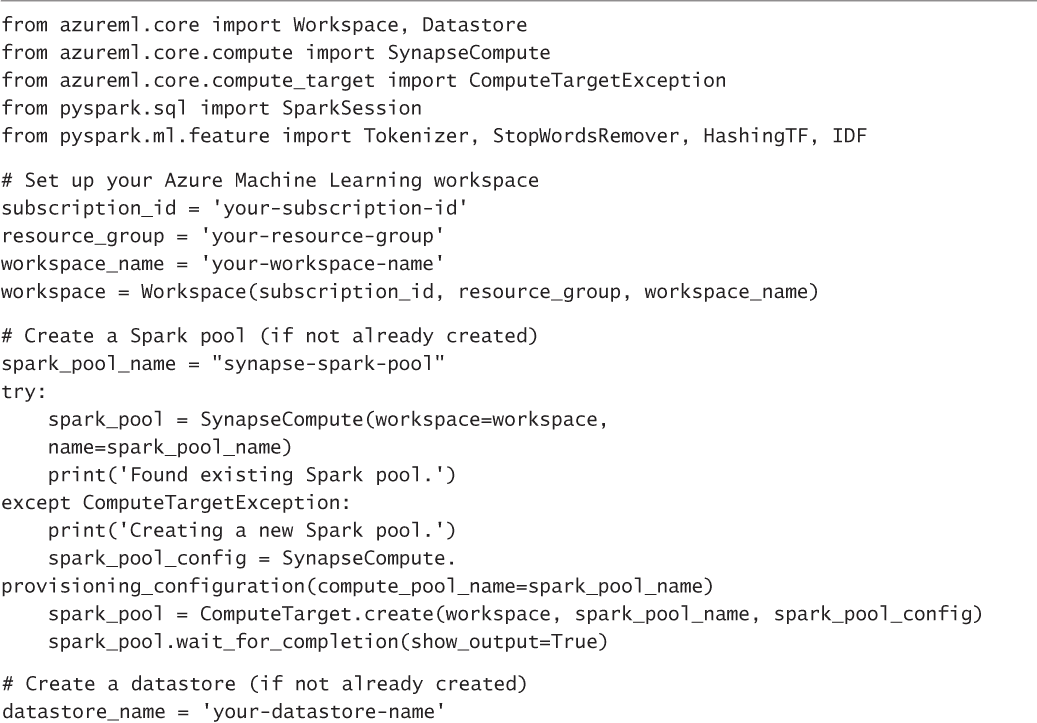 from azureml.core import Workspace, Datastore
from azureml.core.compute import SynapseCompute
from azureml.core.compute_target import ComputeTargetException
from pyspark.sql import SparkSession
from pyspark.ml.feature import Tokenizer, StopWordsRemover, HashingTF, IDF
# Set up your Azure Machine Learning workspace
subscription_id = 'your-subscription-id'
resource_group = 'your-resource-group'
workspace_name = 'your-workspace-name'
workspace = Workspace(subscription_id, resource_group, workspace_name)
# Create a Spark pool (if not already created)
spark_pool_name = "synapse-spark-pool"
try:
    spark_pool = SynapseCompute(workspace=workspace,
    name=spark_pool_name)
    print('Found existing Spark pool.')
except ComputeTargetException:
    print('Creating a new Spark pool.')
    spark_pool_config = SynapseCompute.
provisioning_configuration(compute_pool_name=spark_pool_name)
    spark_pool = ComputeTarget.create(workspace, spark_pool_name, spark_pool_config)
    spark_pool.wait_for_completion(show_output=True)
# Create a datastore (if not already created)
datastore_name = 'your-datastore-name'